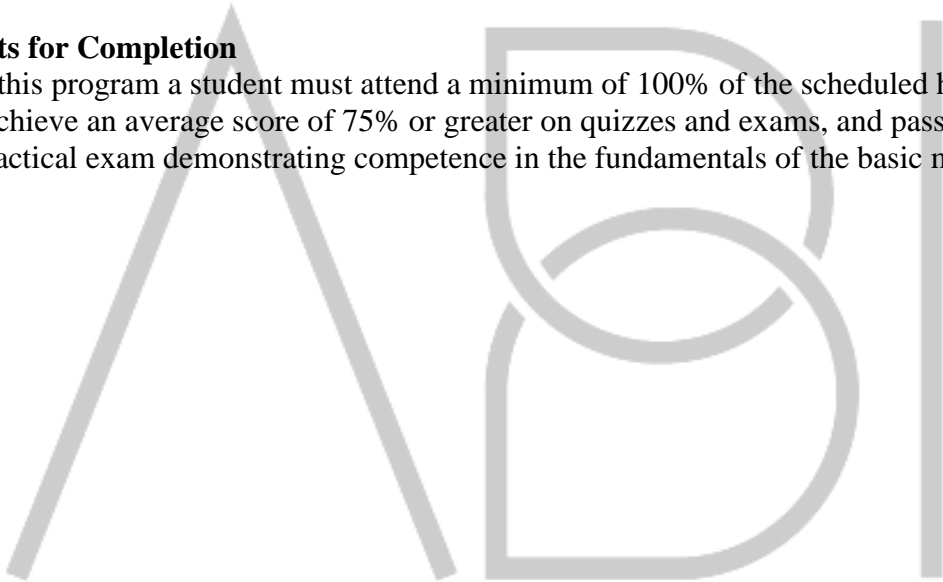 ts for Completion
this program a student must attend a minimum of 100% of the scheduled h
chieve an average score of 75% or greater on quizzes and exams, and pass
actical exam demonstrating competence in the fundamentals of the basic m